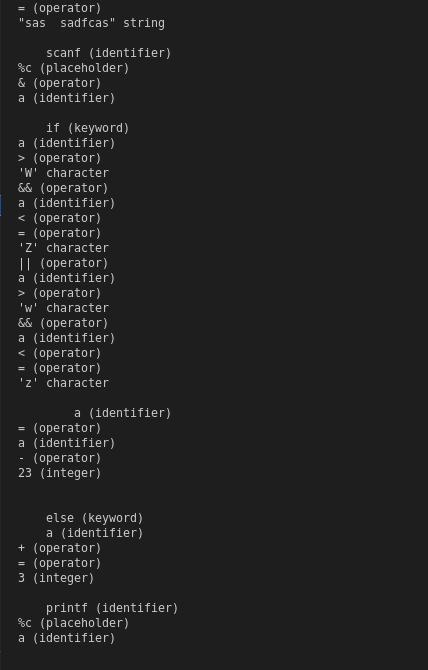 = (operator)
"sas  sadfcas" string
scanf (identifier)
%c (placeholder)
& (operator)
a (identifier)
if (keyword)
a (identifier)
> (operator)
'W' character
&& (operator)
a (identifier)
< (operator)
= (operator)
'Z' character
|| (operator)
a (identifier)
> (operator)
'w' character
&& (operator)
a (identifier)
< (operator)
= (operator)
'z' character
a (identifier)
= (operator)
a (identifier)
- (operator)
23 (integer)
else (keyword)
a (identifier)
+ (operator)
= (operator)
3 (integer)
printf (identifier)
%c (placeholder)
a (identifier)